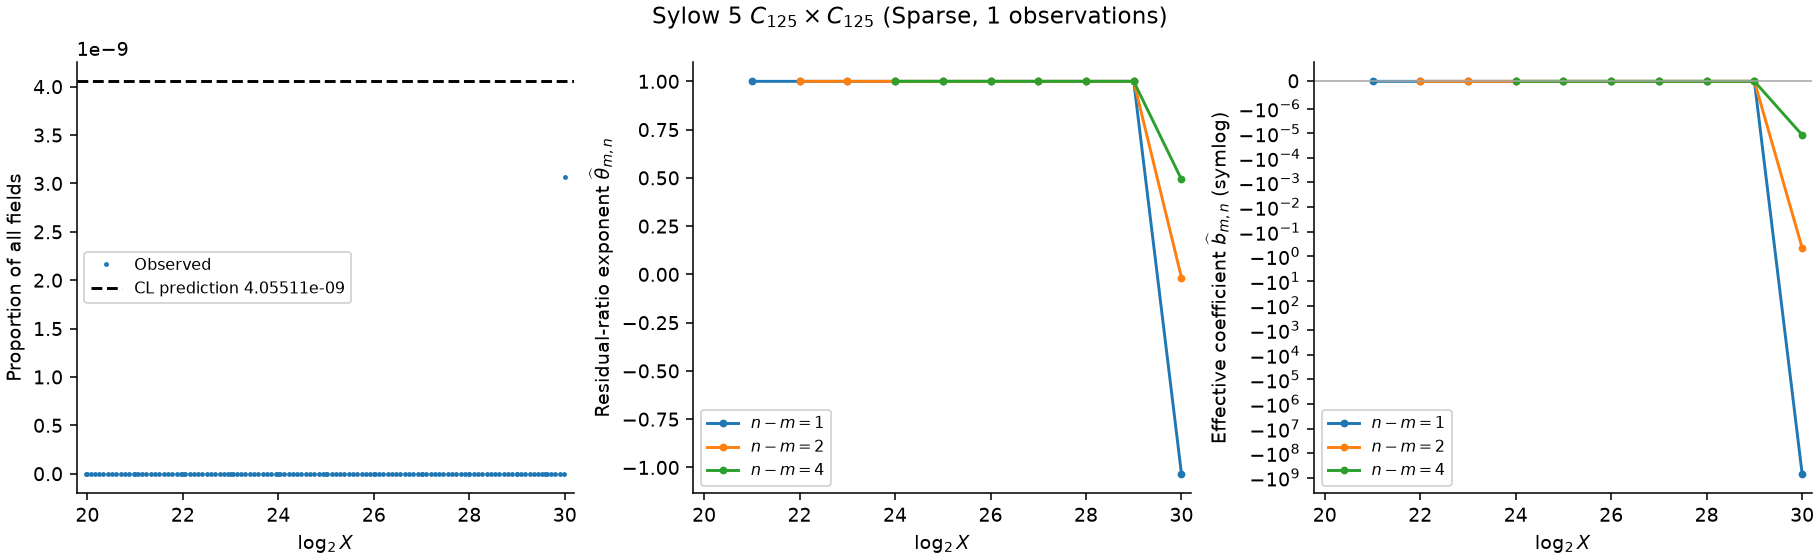 Sylow 5 C₁₂₅ × C₁₂₅ (Sparse, 1 observations)
1e−9
Proportion of all fields
4.0
3.5
3.0
2.5
2.0
1.5
1.0
0.5
0.0
Observed
CL prediction 4.05511e-09
20 22 24 26 28 30
log₂ X
Residual-ratio exponent θ̂ₘ,ₙ
1.00
0.75
0.50
0.25
0.00
−0.25
−0.50
−0.75
−1.00
n − m = 1
n − m = 2
n − m = 4
20 22 24 26 28 30
log₂ X
Effective coefficient b̂ₘ,ₙ (symlog)
0
−10⁻⁶
−10⁻⁵
−10⁻⁴
−10⁻³
−10⁻²
−10⁻¹
−10⁰
−10¹
−10²
−10³
−10⁴
−10⁵
−10⁶
−10⁷
−10⁸
−10⁹
n − m = 1
n − m = 2
n − m = 4
20 22 24 26 28 30
log₂ X